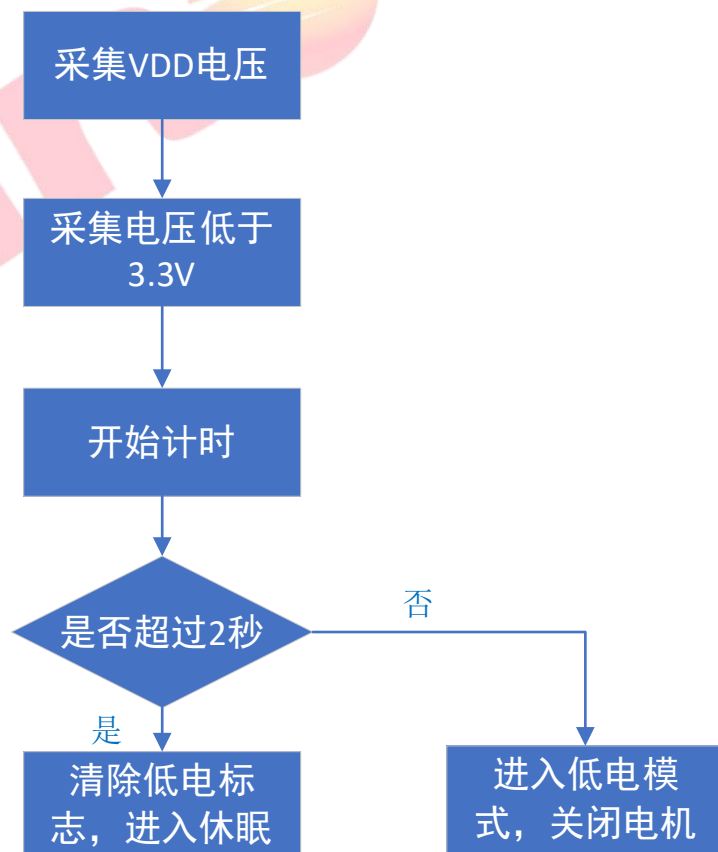 采集VDD电压
采集电压低于
3.3V
开始计时
是否超过2秒
否
是
清除低电标
志，进入休眠
进入低电模
式，关闭电机